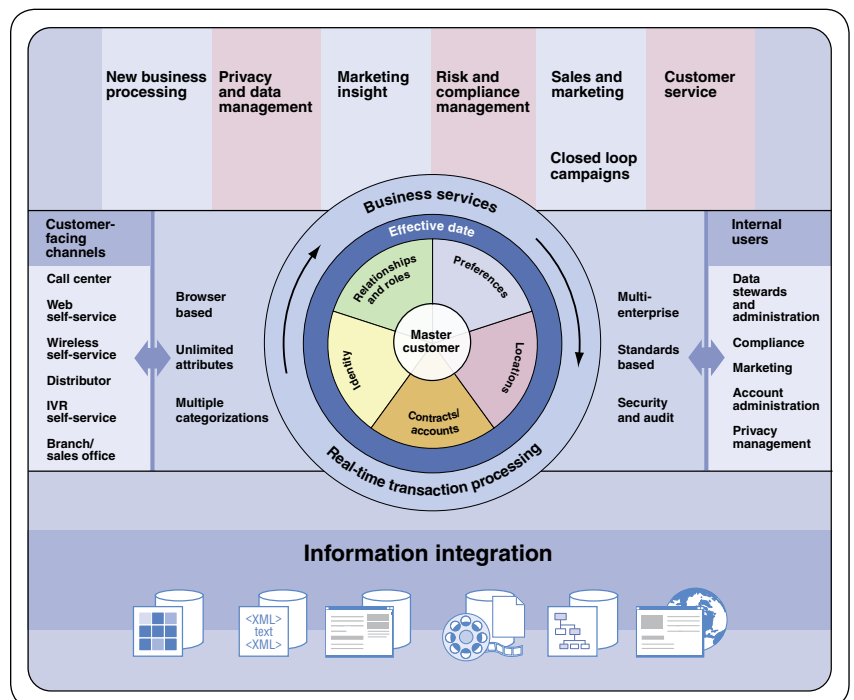 New business
processing
Privacy
and data
management
Marketing
insight
Risk and
compliance
management
Sales and
marketing
Closed loop
campaigns
Customer
service
Customer-
facing
channels
Call center
Web
self-service
Wireless
self-service
Distributor
IVR
self-service
Branch/
sales office
Browser
based
Unlimited
attributes
Multiple
categorizations
Business services
Effective date
Relationships
and roles
Preferences
Master
customer
Identity
Locations
Contracts/
accounts
Real-time transaction processing
Multi-
enterprise
Standards
based
Security
and audit
Internal
users
Data
stewards
and
administration
Compliance
Marketing
Account
administration
Privacy
management
Information integration
<XML>
text
<XML>